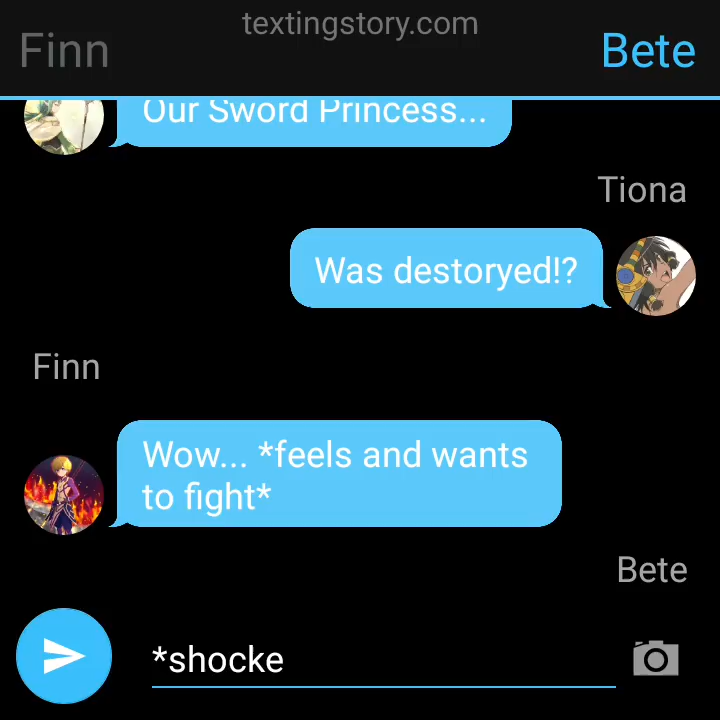 textingstory.com
Finn
Bete
Our Sword Princess...
Tiona
Was destoryed!?
Finn
Wow... *feels and wants
to fight*
Bete
*shocke